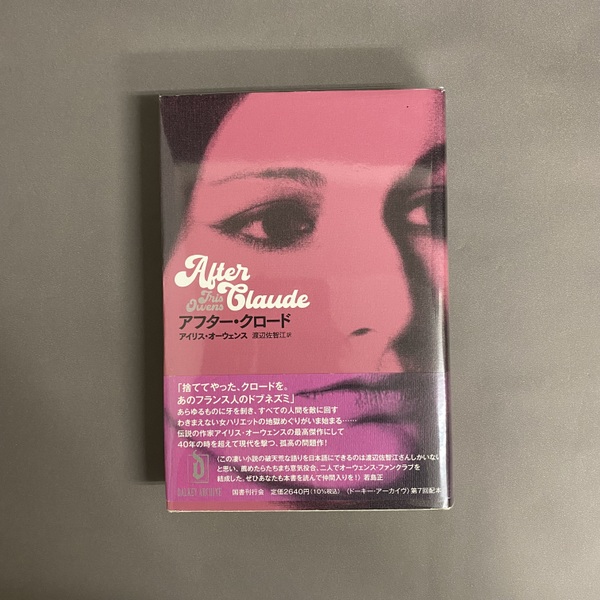 After
Iris
Owens
Claude
アフター・クロード
アイリス・オーウェンス 渡辺佐智江 訳
「捨ててやった、クロードを。
あのフランス人のドブネズミ」
あらゆるものに牙を剥き、すべての人間を敵に回す
わきまえない女ハリエットの地獄めぐりがいま始まる……
伝説の作家アイリス・オーウェンスの最高傑作にして
40年の時を超えて現代を撃つ、孤高の問題作！
〈この凄い小説の破天荒な語りを日本語にできるのは渡辺佐智江さんしかいない
と思い、薦めたらたちまち意気投合、二人でオーウェンス・ファンクラブを
結成した。ぜひあなたも本書を読んで仲間入りを！〉若島正
DALKEY ARCHIVE 国書刊行会 定価2640円（10%税込）〈ドーキー・アーカイヴ〉第7回配本